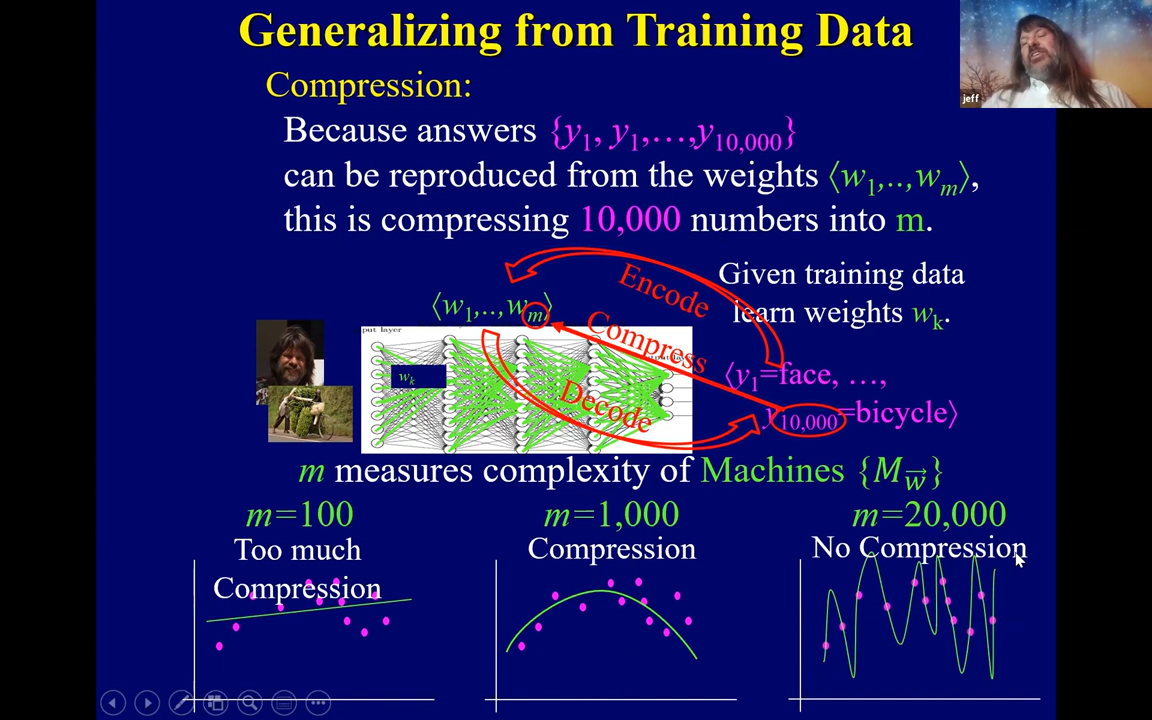 Generalizing from Training Data
jeff
Compression:
Because answers {y1, y1,…,y10,000}
can be reproduced from the weights ⟨w1,..,wm⟩,
this is compressing 10,000 numbers into m.
Given training data
learn weights wk.
Encode
⟨w1,..,wm⟩
Compress
put layer
wk
Decode
⟨y1=face, …,
y10,000=bicycle⟩
m measures complexity of Machines {Mw⃗}
m=100
m=1,000
m=20,000
Too much
Compression
Compression
No Compression